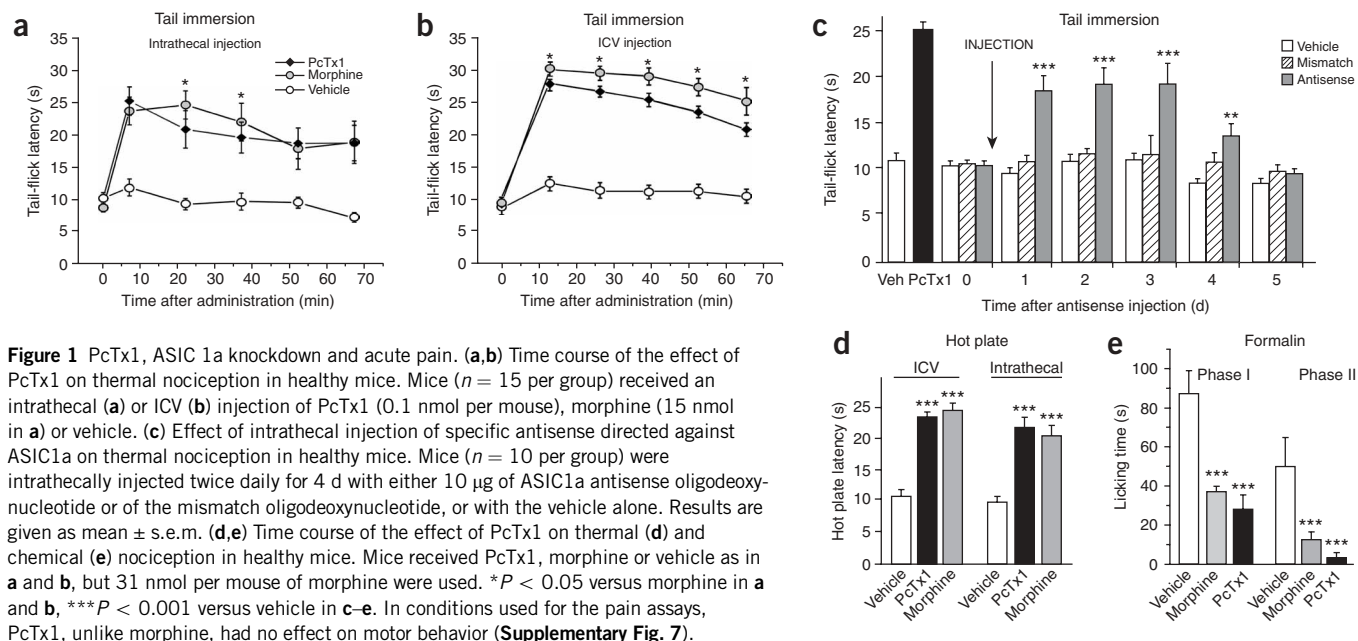 a
Tail immersion
Intrathecal injection
PcTx1
Morphine
Vehicle
Tail-flick latency (s)
35
30
25
20
15
10
5
0
* *
0 10 20 30 40 50 60 70
Time after administration (min)
b
Tail immersion
ICV injection
Tail-flick latency (s)
35
30
25
20
15
10
5
0
* * * * *
0 10 20 30 40 50 60 70
Time after administration (min)
c
Tail immersion
INJECTION
Vehicle
Mismatch
Antisense
Tail-flick latency (s)
25
20
15
10
5
0
*** *** *** **
Veh PcTx1 0 1 2 3 4 5
Time after antisense injection (d)
Figure 1 PcTx1, ASIC 1a knockdown and acute pain. (a,b) Time course of the effect of
PcTx1 on thermal nociception in healthy mice. Mice (n = 15 per group) received an
intrathecal (a) or ICV (b) injection of PcTx1 (0.1 nmol per mouse), morphine (15 nmol
in a) or vehicle. (c) Effect of intrathecal injection of specific antisense directed against
ASIC1a on thermal nociception in healthy mice. Mice (n = 10 per group) were
intrathecally injected twice daily for 4 d with either 10 µg of ASIC1a antisense oligodeoxy-
nucleotide or of the mismatch oligodeoxynucleotide, or with the vehicle alone. Results are
given as mean ± s.e.m. (d,e) Time course of the effect of PcTx1 on thermal (d) and
chemical (e) nociception in healthy mice. Mice received PcTx1, morphine or vehicle as in
a and b, but 31 nmol per mouse of morphine were used. *P < 0.05 versus morphine in a
and b, ***P < 0.001 versus vehicle in c–e. In conditions used for the pain assays,
PcTx1, unlike morphine, had no effect on motor behavior (Supplementary Fig. 7).
d
Hot plate
ICV Intrathecal
Hot plate latency (s)
30
25
20
15
10
5
0
*** *** *** ***
Vehicle PcTx1 Morphine Vehicle PcTx1 Morphine
e
Formalin
Phase I Phase II
Licking time (s)
100
80
60
40
20
0
*** *** *** ***
Vehicle Morphine PcTx1 Vehicle Morphine PcTx1